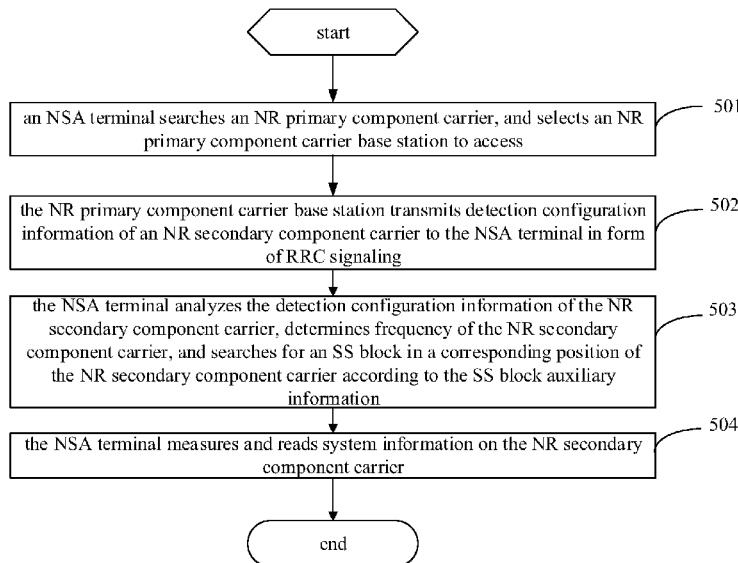 start
an NSA terminal searches an NR primary component carrier, and selects an NR
primary component carrier base station to access
501
the NR primary component carrier base station transmits detection configuration
information of an NR secondary component carrier to the NSA terminal in form
of RRC signaling
502
the NSA terminal analyzes the detection configuration information of the NR
secondary component carrier, determines frequency of the NR secondary
component carrier, and searches for an SS block in a corresponding position of
the NR secondary component carrier according to the SS block auxiliary
information
503
the NSA terminal measures and reads system information on the NR secondary
component carrier
504
end